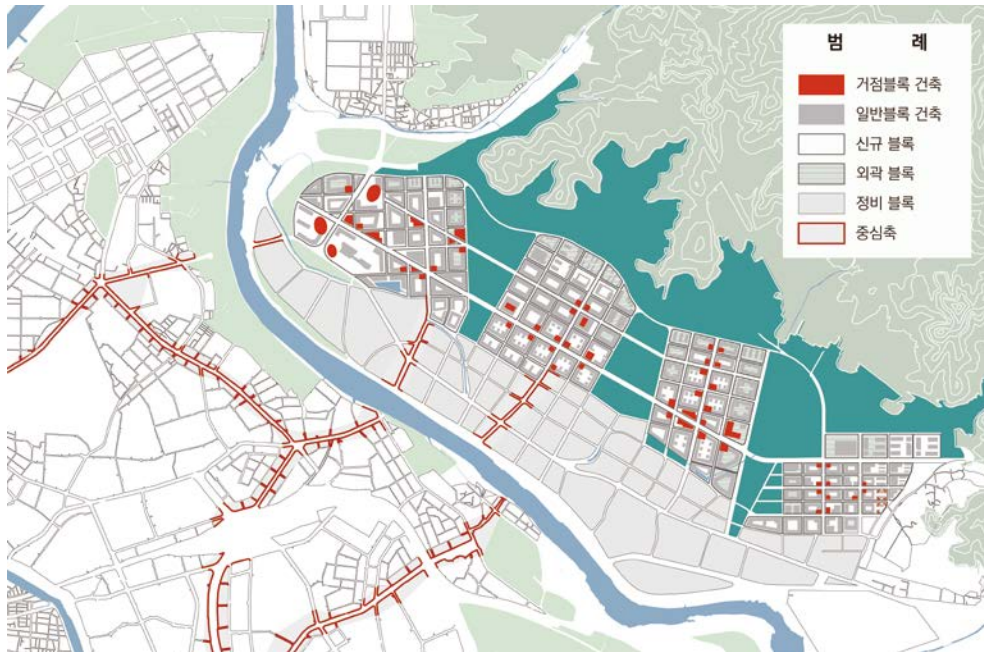 범 례
거점블록 건축
일반블록 건축
신규 블록
외곽 블록
정비 블록
중심축